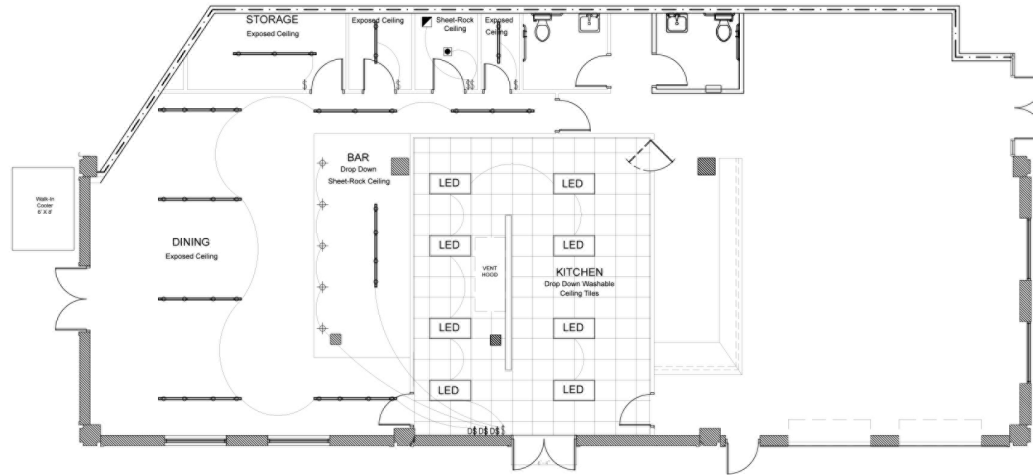 STORAGE
Exposed Ceiling
Exposed Ceiling
Sheet-Rock
Ceiling
Exposed
Ceiling
BAR
Drop Down
Sheet-Rock Ceiling
LED
LED
Walk-In
Cooler
6' X 8'
DINING
Exposed Ceiling
LED
LED
VENT
HOOD
KITCHEN
Drop Down Washable
Ceiling Tiles
LED
LED
LED
LED
D$ D$ D$ $